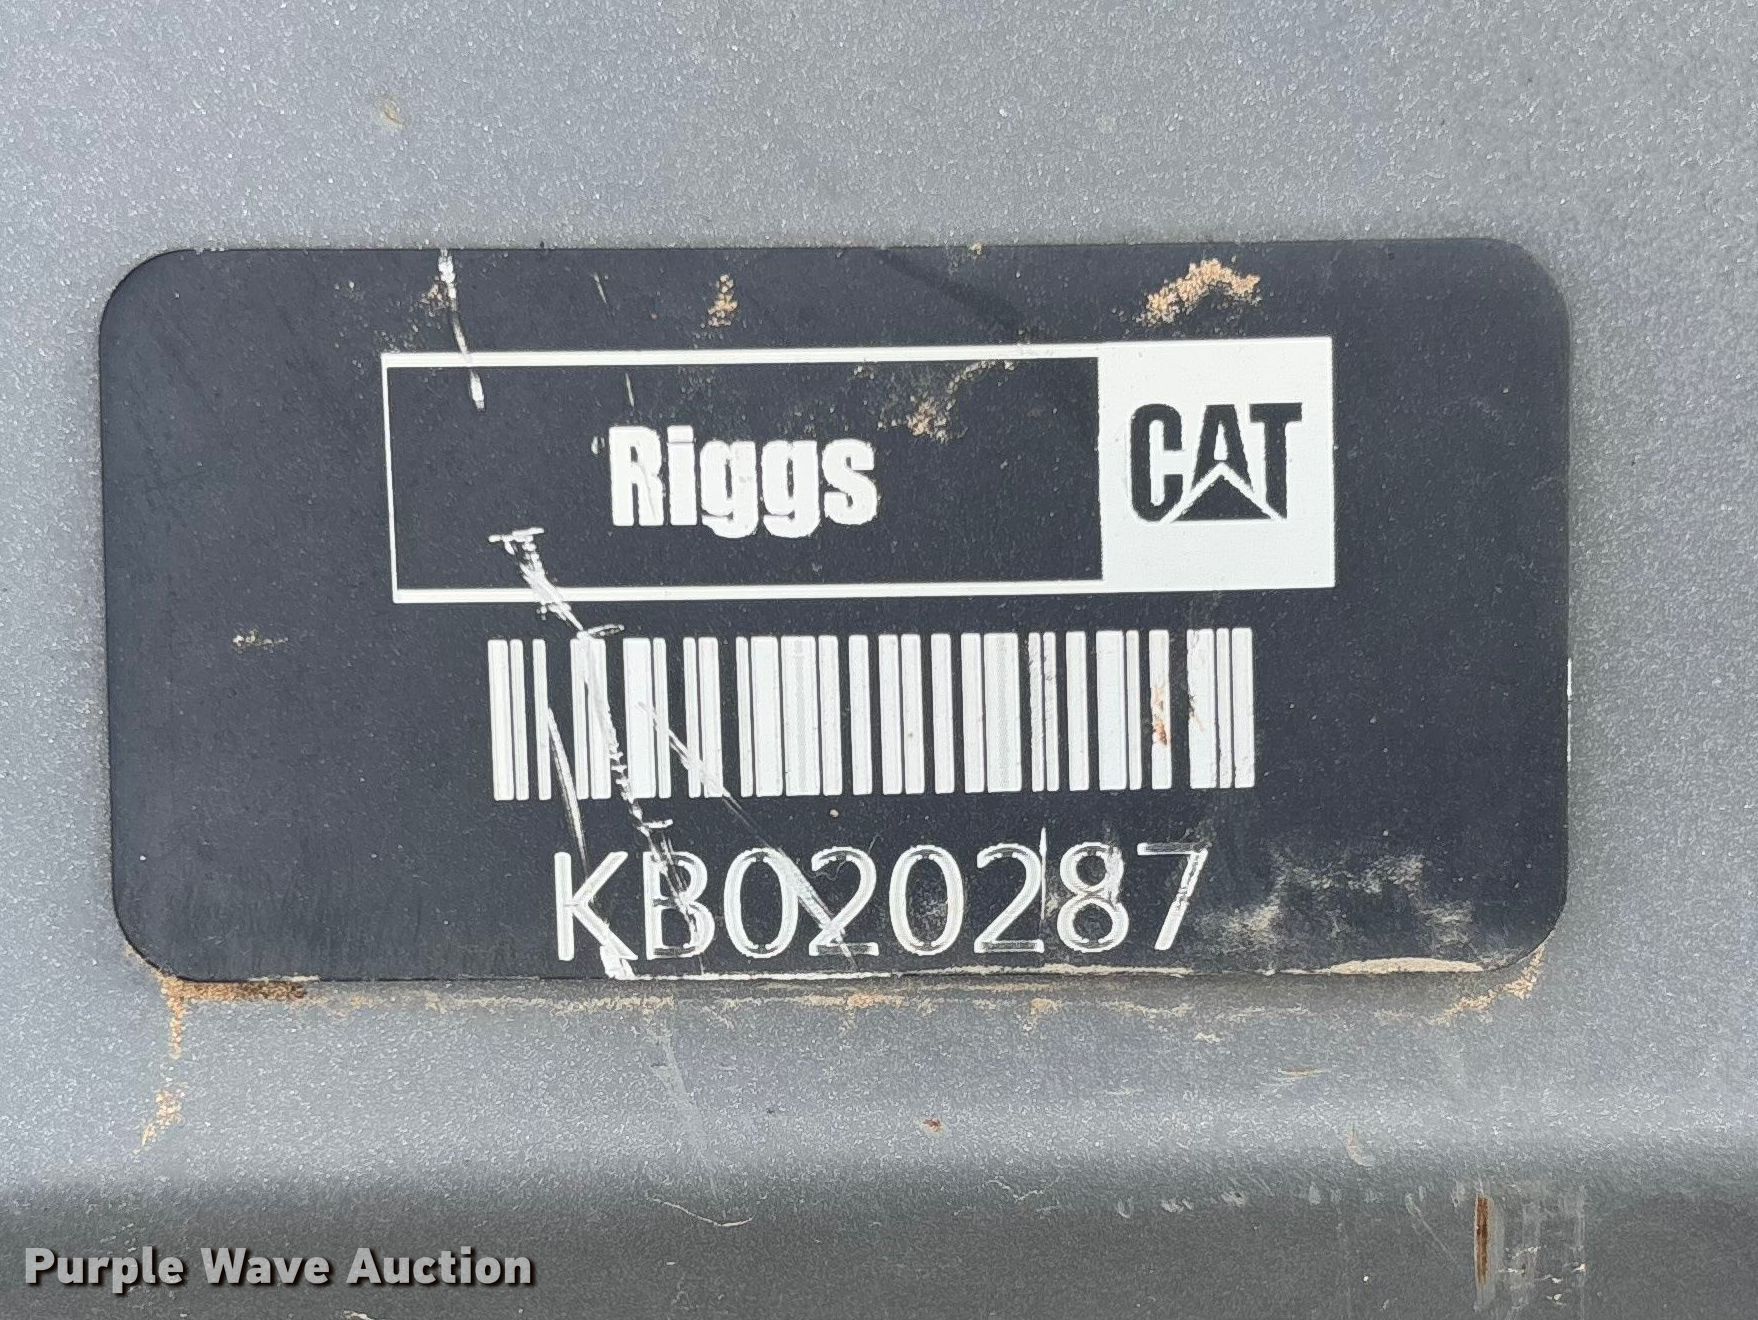 Riggs CAT
KB020287
Purple Wave Auction